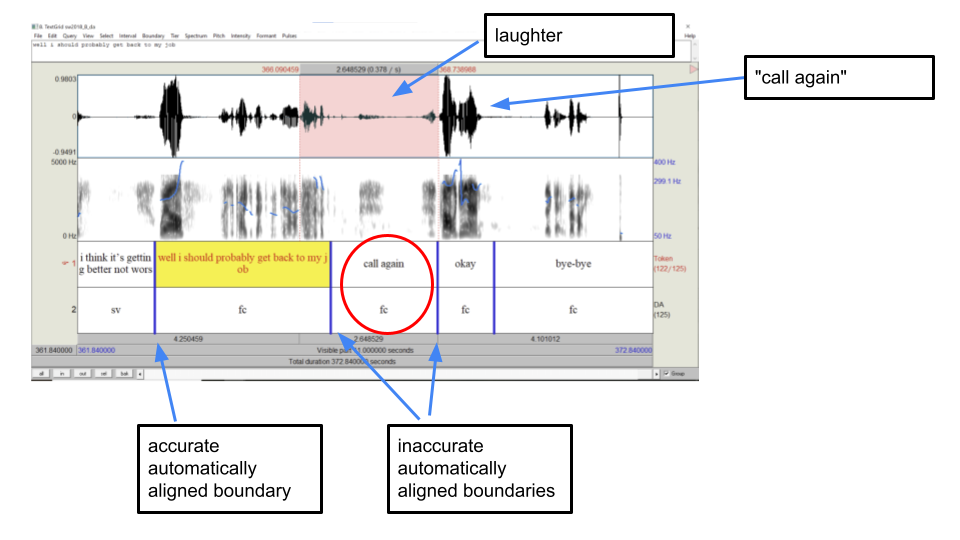 laughter
"call again"
B. TextGrid sw2018_B_da
File Edit Query View Select Interval Boundary Tier Spectrum Pitch Intensity Formant Pulses
Help
well i should probably get back to my job
366.090459
2.648529 (0.378 / s)
368.738988
0.9803
0
-0.9491
5000 Hz
400 Hz
299.1 Hz
0 Hz
50 Hz
1
i think it's gettin
g better not wors
well i should probably get back to my j
ob
call again
okay
bye-bye
Token
(122/125)
2
sv
fc
fc
fc
fc
DA
(125)
4.250459
2.648529
4.101012
361.840000
361.840000
Visible part 11.000000 seconds
372.840000
Total duration 372.840000 seconds
all in out sel bak
Group
accurate
automatically
aligned boundary
inaccurate
automatically
aligned boundaries